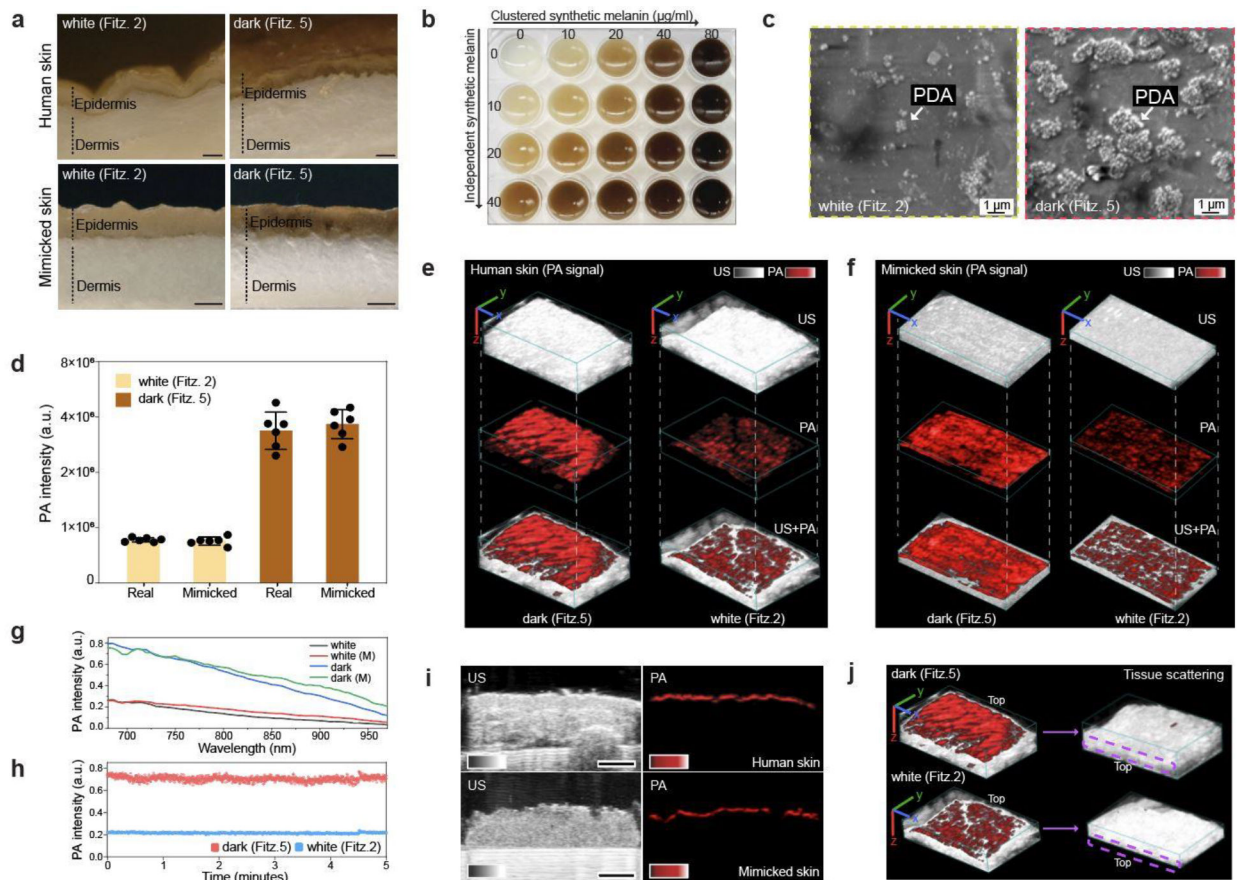 a
white (Fitz. 2)
dark (Fitz. 5)
Human skin
Epidermis
Dermis
Epidermis
Dermis
white (Fitz. 2)
dark (Fitz. 5)
Mimicked skin
Epidermis
Dermis
Epidermis
Dermis
b
Clustered synthetic melanin (µg/ml)
0 10 20 40 80
Independent synthetic melanin
0
10
20
40
c
PDA
white (Fitz. 2)
1 µm
PDA
dark (Fitz. 5)
1 µm
d
PA intensity (a.u.)
8×10⁶
4×10⁶
2×10⁶
1×10⁶
0
white (Fitz. 2)
dark (Fitz. 5)
Real Mimicked Real Mimicked
e
Human skin (PA signal)
US PA
y
x
z
y
x
z
US
PA
US+PA
dark (Fitz.5)
white (Fitz.2)
f
Mimicked skin (PA signal)
US PA
y
x
z
y
x
z
US
PA
US+PA
dark (Fitz.5)
white (Fitz.2)
g
PA intensity (a.u.)
0.8
0.6
0.4
0.2
0.0
white
white (M)
dark
dark (M)
700 750 800 850 900 950
Wavelength (nm)
h
PA intensity (a.u.)
0.8
0.6
0.4
0.2
0.0
dark (Fitz.5) white (Fitz.2)
0 1 2 3 4 5
Time (minutes)
i
US
PA
Human skin
US
PA
Mimicked skin
j
dark (Fitz.5)
Tissue scattering
y
x
z
Top
Top
white (Fitz.2)
y
x
z
Top
Top